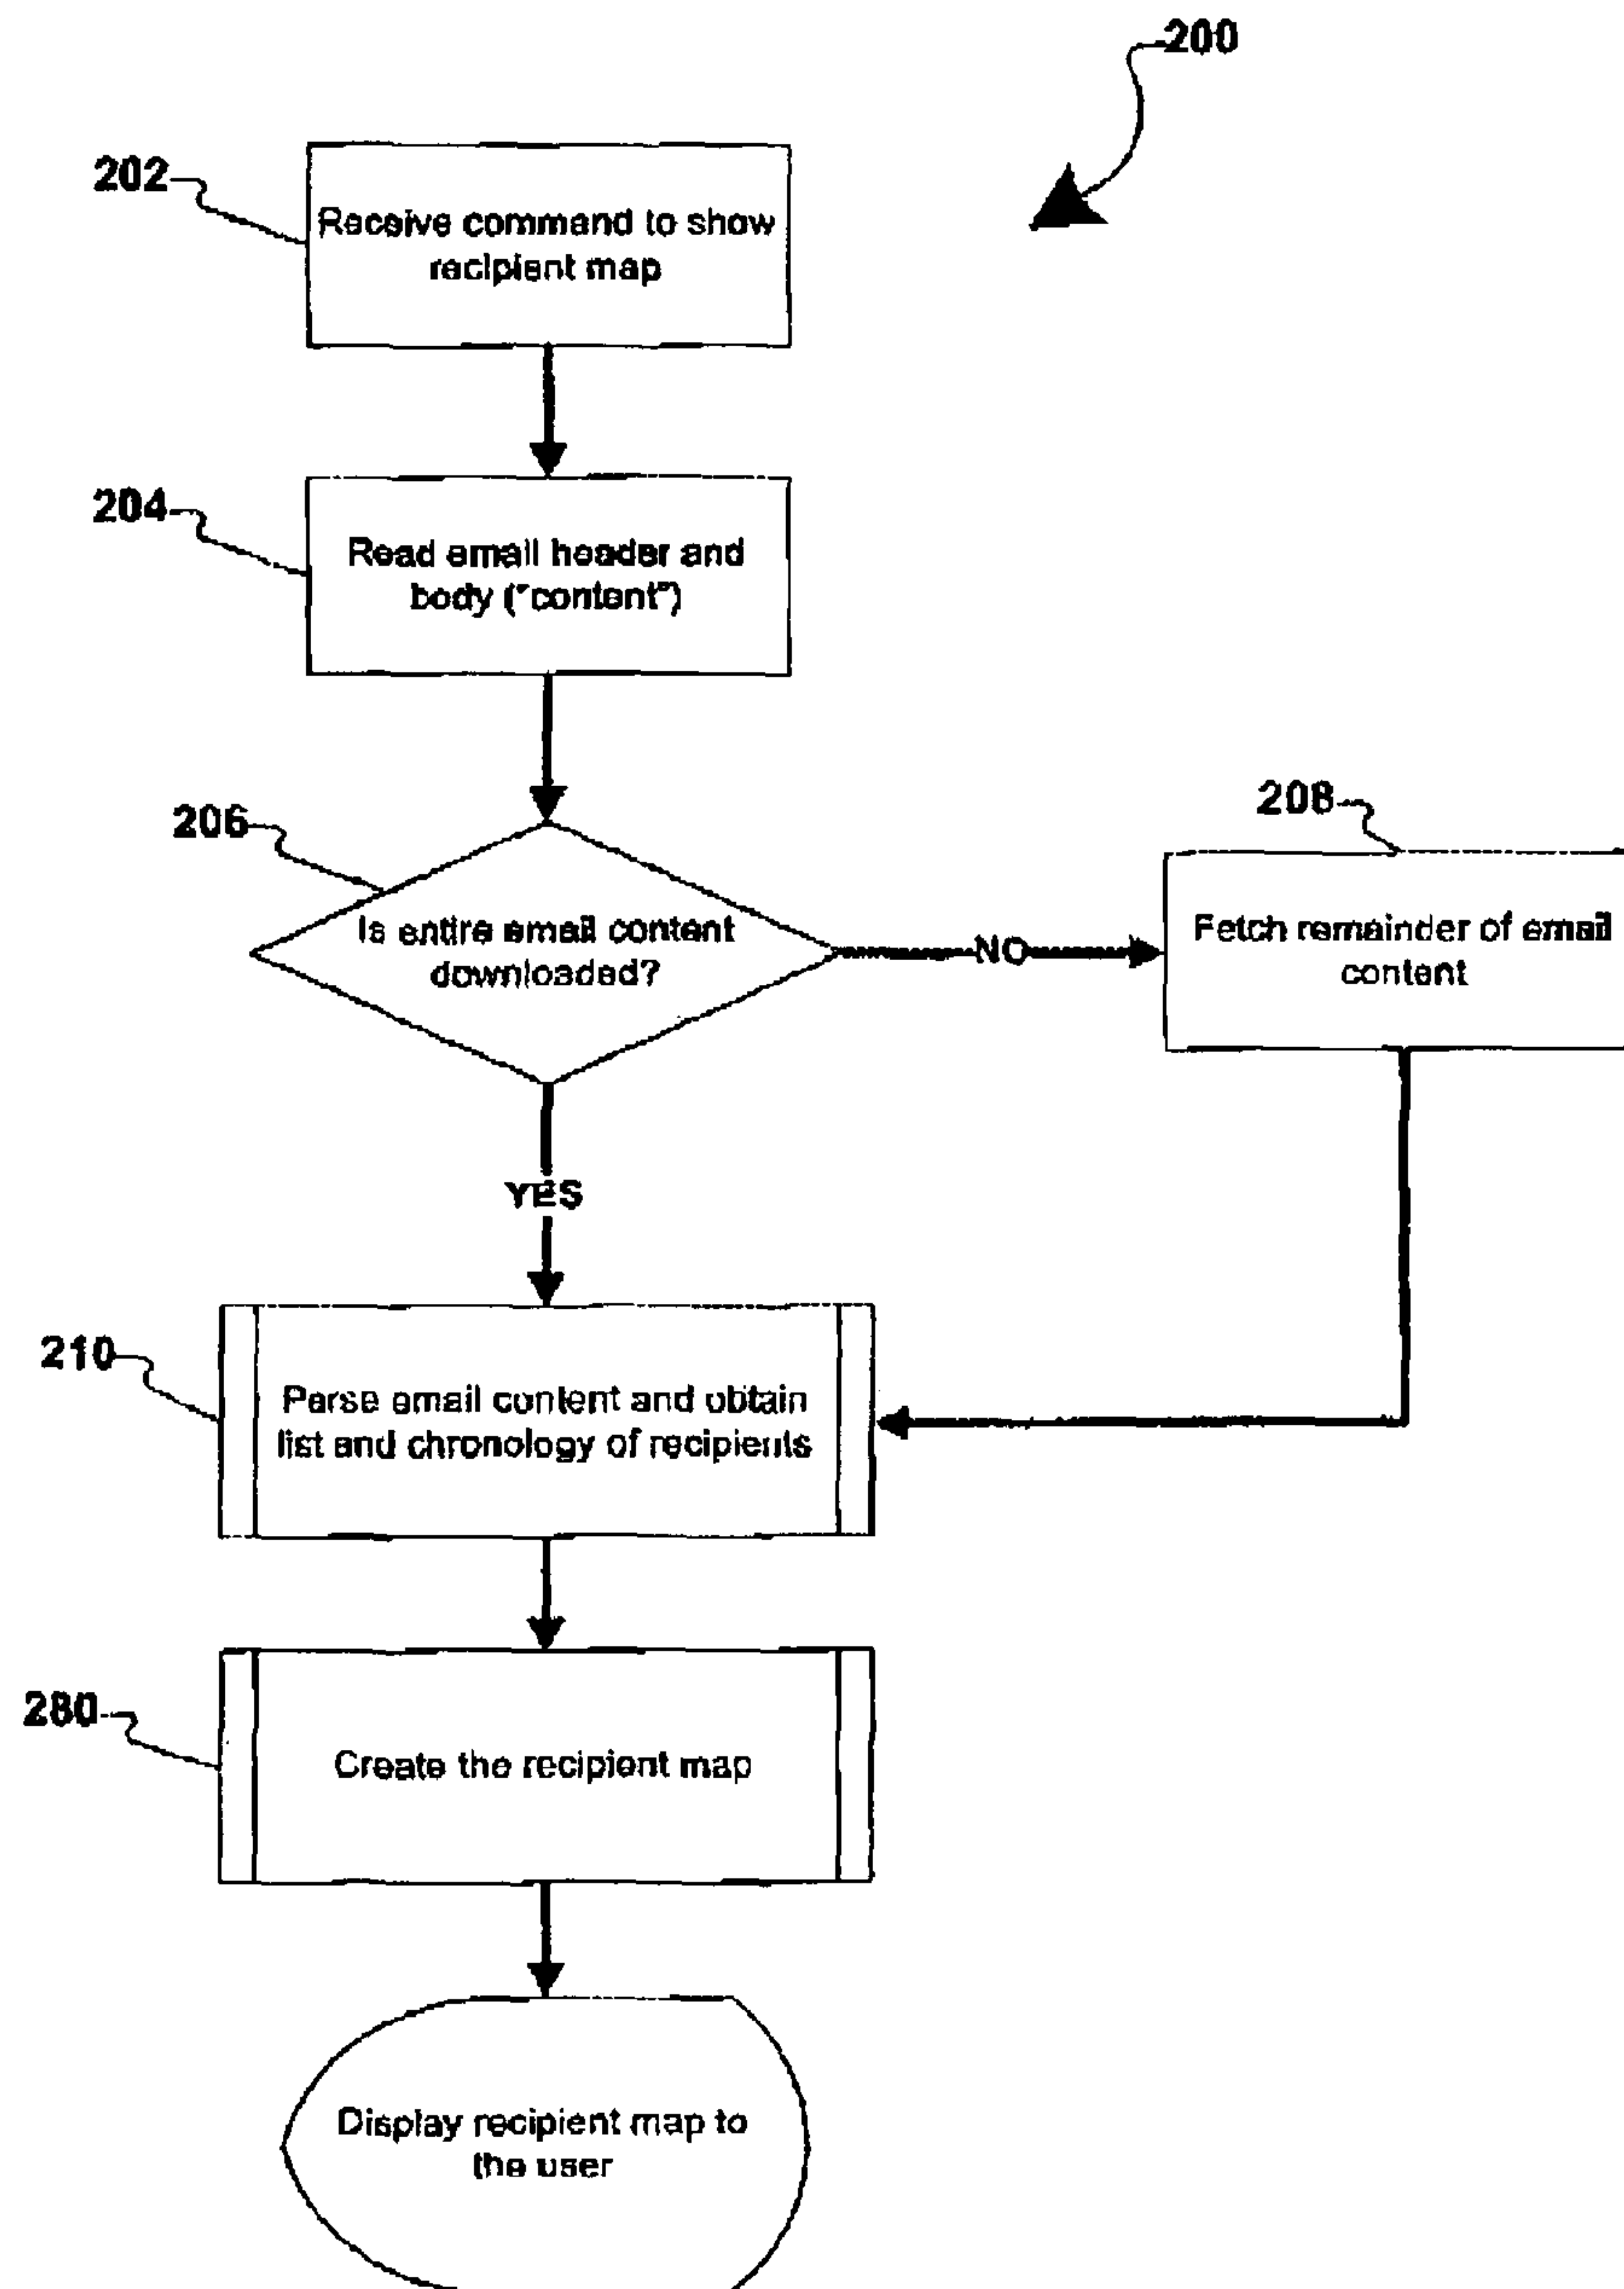 200
202
Receive command to show
recipient map
204
Read email header and
body ("content")
206
Is entire email content
downloaded?
NO
208
Fetch remainder of email
content
YES
210
Parse email content and obtain
list and chronology of recipients
280
Create the recipient map
Display recipient map to
the user